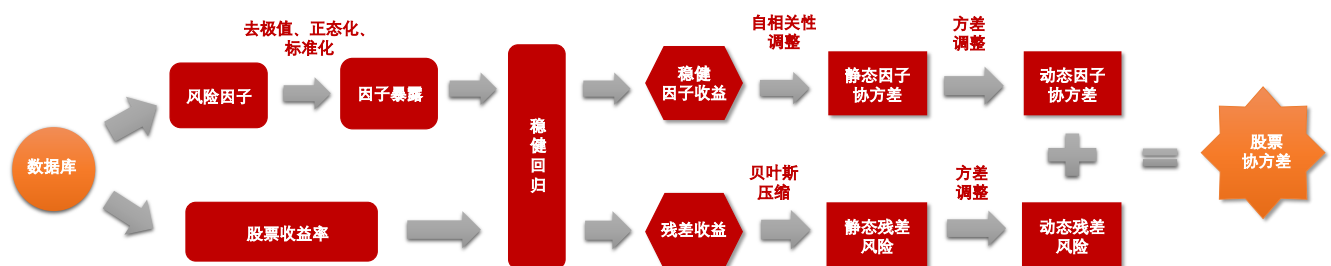 去极值、正态化、
标准化
自相关性
调整
方差
调整
风险因子
因子暴露
稳健
因子收益
静态因子
协方差
动态因子
协方差
数据库
稳
健
回
归
股票
协方差
贝叶斯
压缩
方差
调整
股票收益率
残差收益
静态残差
风险
动态残差
风险